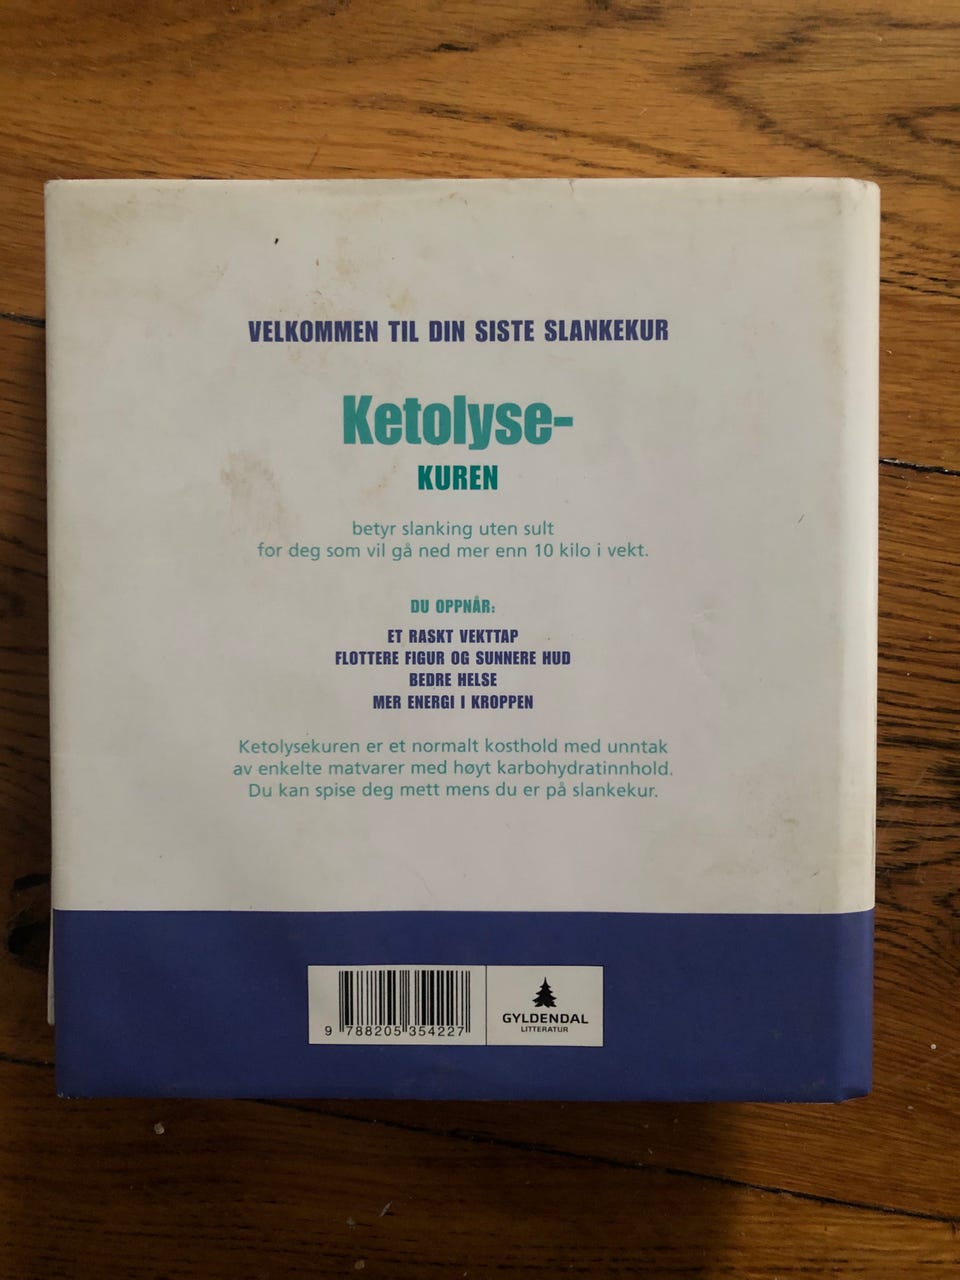 VELKOMMEN TIL DIN SISTE SLANKEKUR
Ketolyse-
KUREN
betyr slanking uten sult
for deg som vil gå ned mer enn 10 kilo i vekt.
DU OPPNÅR:
ET RASKT VEKTTAP
FLOTTERE FIGUR OG SUNNERE HUD
BEDRE HELSE
MER ENERGI I KROPPEN
Ketolysekuren er et normalt kosthold med unntak
av enkelte matvarer med høyt karbohydratinnhold.
Du kan spise deg mett mens du er på slankekur.
9 788205 354227
GYLDENDAL
LITTERATUR